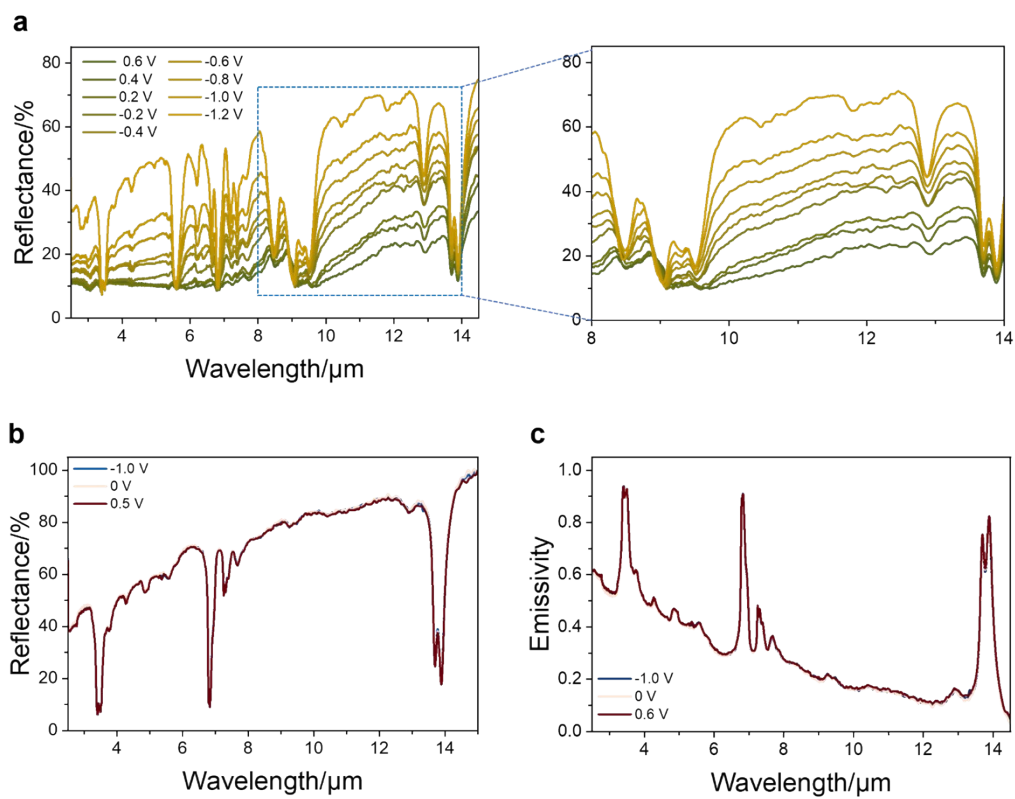 a
80
60
40
20
0
Reflectance/%
0.6 V
0.4 V
0.2 V
-0.2 V
-0.4 V
-0.6 V
-0.8 V
-1.0 V
-1.2 V
4 6 8 10 12 14
Wavelength/μm
80
60
40
20
0
8 10 12 14
b
100
80
60
40
20
0
Reflectance/%
-1.0 V
0 V
0.5 V
4 6 8 10 12 14
Wavelength/μm
c
1.0
0.8
0.6
0.4
0.2
0.0
Emissivity
-1.0 V
0 V
0.6 V
4 6 8 10 12 14
Wavelength/μm